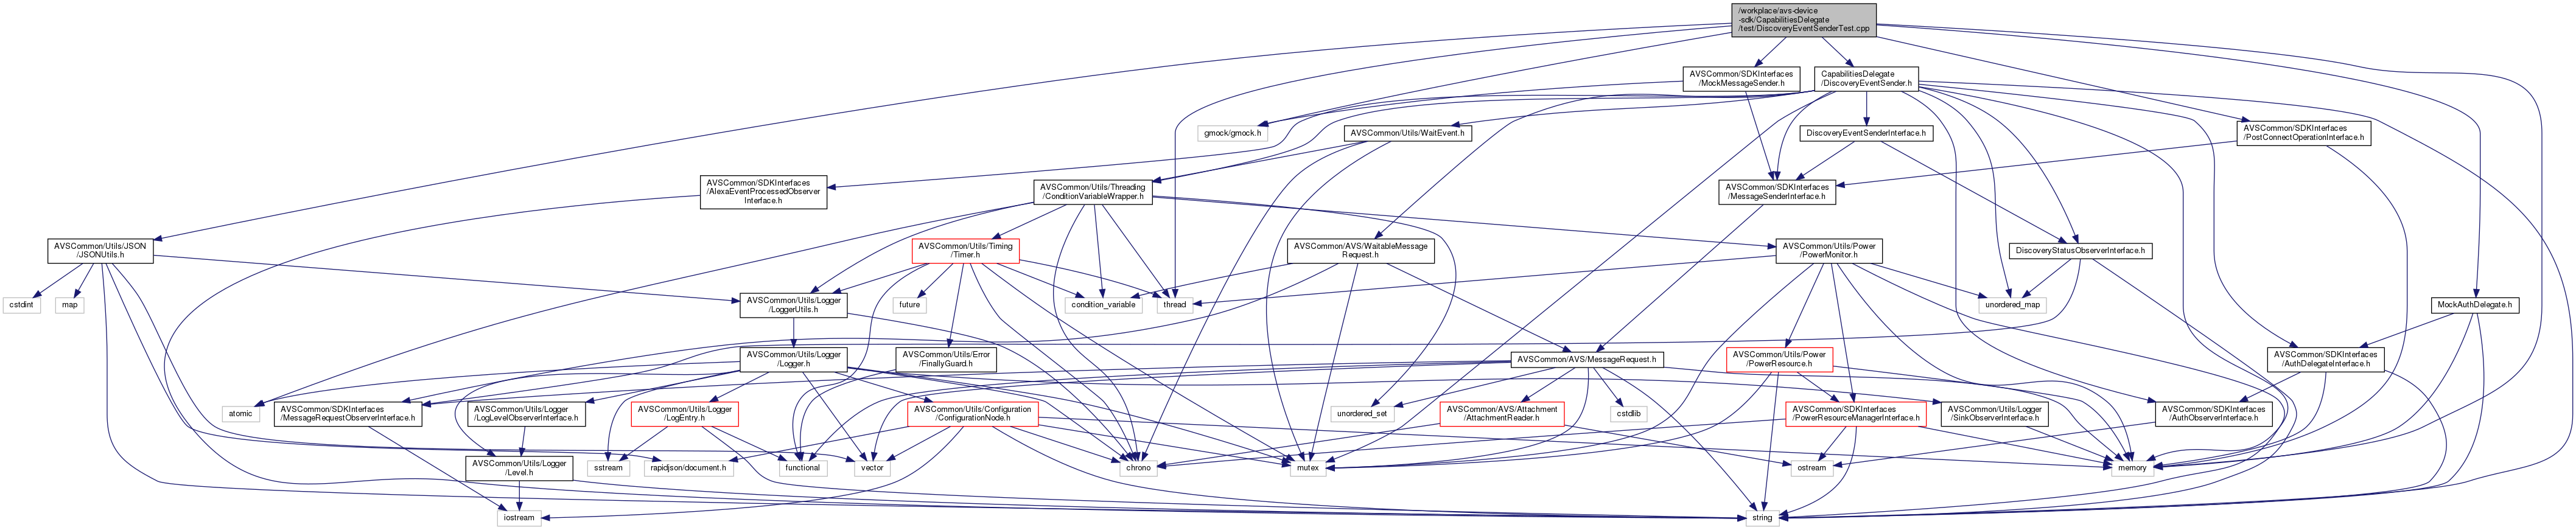 /workplace/avs-device
-sdk/CapabilitiesDelegate
/test/DiscoveryEventSenderTest.cpp
AVSCommon/SDKInterfaces
/MockMessageSender.h
CapabilitiesDelegate
/DiscoveryEventSender.h
gmock/gmock.h
AVSCommon/Utils/WaitEvent.h
DiscoveryEventSenderInterface.h
AVSCommon/SDKInterfaces
/PostConnectOperationInterface.h
AVSCommon/SDKInterfaces
/AlexaEventProcessedObserver
Interface.h
AVSCommon/Utils/Threading
/ConditionVariableWrapper.h
AVSCommon/SDKInterfaces
/MessageSenderInterface.h
AVSCommon/Utils/JSON
/JSONUtils.h
AVSCommon/Utils/Timing
/Timer.h
AVSCommon/AVS/WaitableMessage
Request.h
AVSCommon/Utils/Power
/PowerMonitor.h
DiscoveryStatusObserverInterface.h
cstdint
map
AVSCommon/Utils/Logger
/LoggerUtils.h
future
condition_variable
thread
unordered_map
MockAuthDelegate.h
AVSCommon/Utils/Logger
/Logger.h
AVSCommon/Utils/Error
/FinallyGuard.h
AVSCommon/AVS/MessageRequest.h
AVSCommon/Utils/Power
/PowerResource.h
AVSCommon/SDKInterfaces
/AuthDelegateInterface.h
atomic
AVSCommon/SDKInterfaces
/MessageRequestObserverInterface.h
AVSCommon/Utils/Logger
/LogLevelObserverInterface.h
AVSCommon/Utils/Logger
/LogEntry.h
AVSCommon/Utils/Configuration
/ConfigurationNode.h
unordered_set
AVSCommon/AVS/Attachment
/AttachmentReader.h
cstdlib
AVSCommon/SDKInterfaces
/PowerResourceManagerInterface.h
AVSCommon/Utils/Logger
/SinkObserverInterface.h
AVSCommon/SDKInterfaces
/AuthObserverInterface.h
AVSCommon/Utils/Logger
/Level.h
sstream
rapidjson/document.h
functional
vector
chrono
mutex
ostream
memory
iostream
string